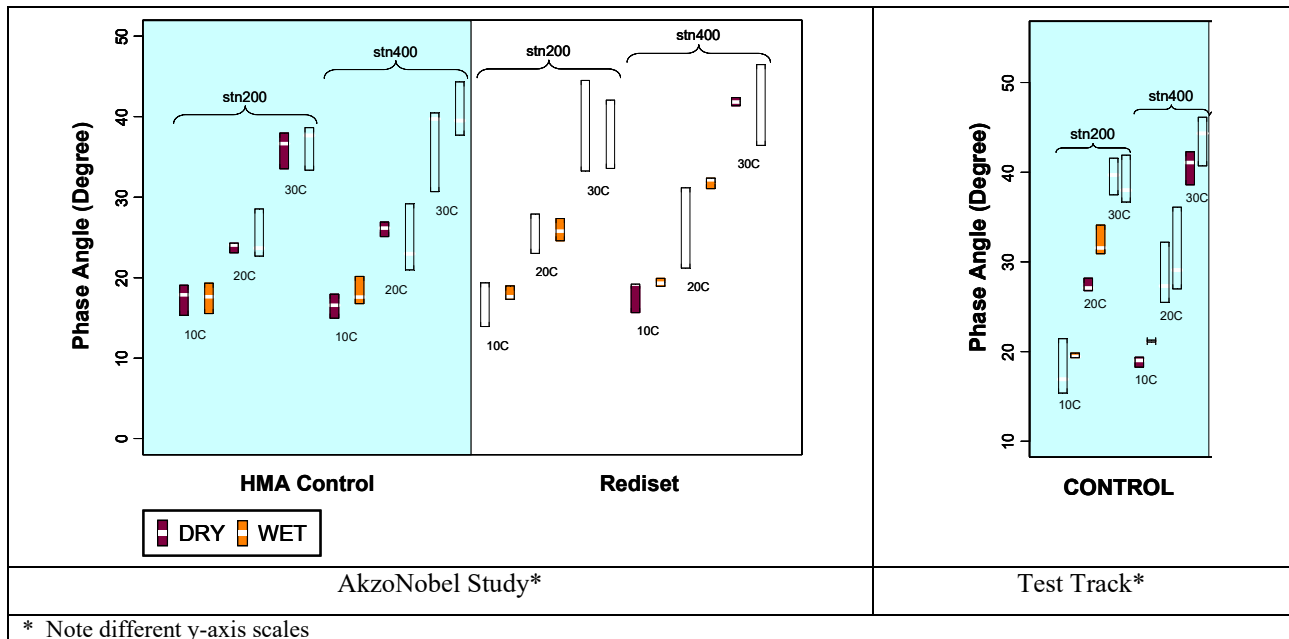 Phase Angle (Degree)
50
40
30
20
10
0
stn200
stn400
stn200
stn400
10C
20C
30C
10C
20C
30C
10C
20C
30C
10C
20C
30C
HMA Control
Rediset
DRY
WET
Phase Angle (Degree)
50
40
30
20
10
stn200
stn400
10C
20C
30C
10C
20C
30C
CONTROL
AkzoNobel Study*
Test Track*
* Note different y-axis scales